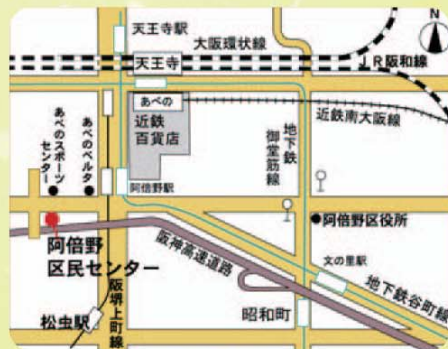 天王寺駅
大阪環状線
N
天王寺
JR阪和線
あべの
近鉄
百貨店
近鉄南大阪線
地下鉄
御堂筋線
あべのスポーツ
センター
あべのベルタ
阿倍野駅
阿倍野区役所
阿倍野
区民センター
阪神高速道路
文の里駅
地下鉄谷町線
阪堺上町線
松虫駅
昭和町